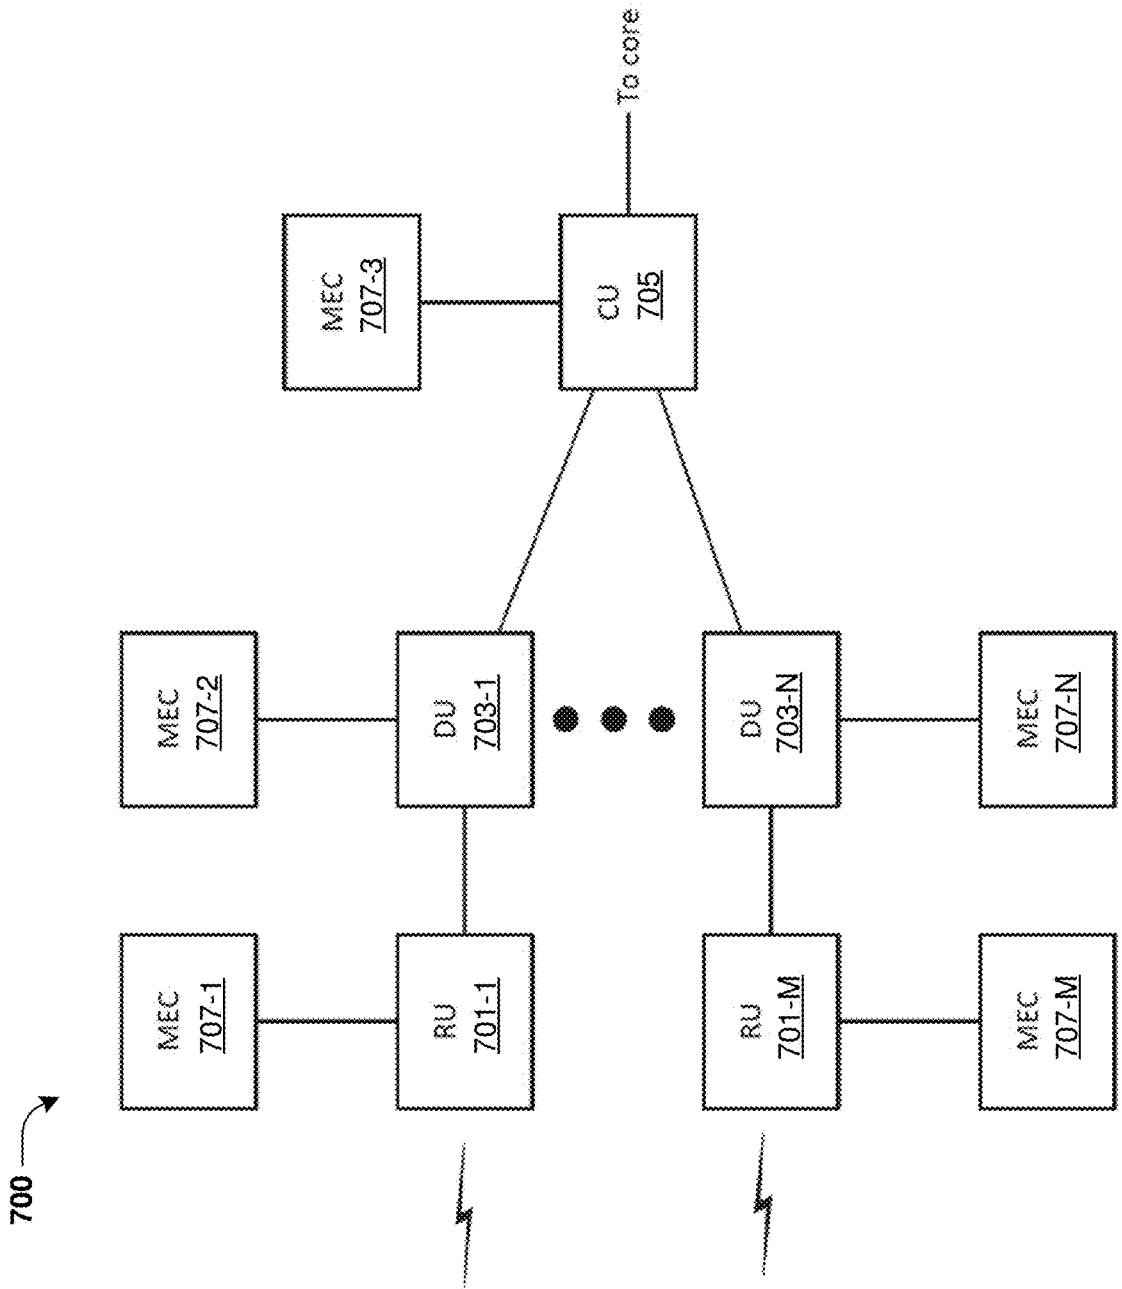 700
MEC
707-1
MEC
707-2
MEC
707-3
RU
701-1
DU
703-1
CU
705
To core
RU
701-M
DU
703-N
MEC
707-M
MEC
707-N